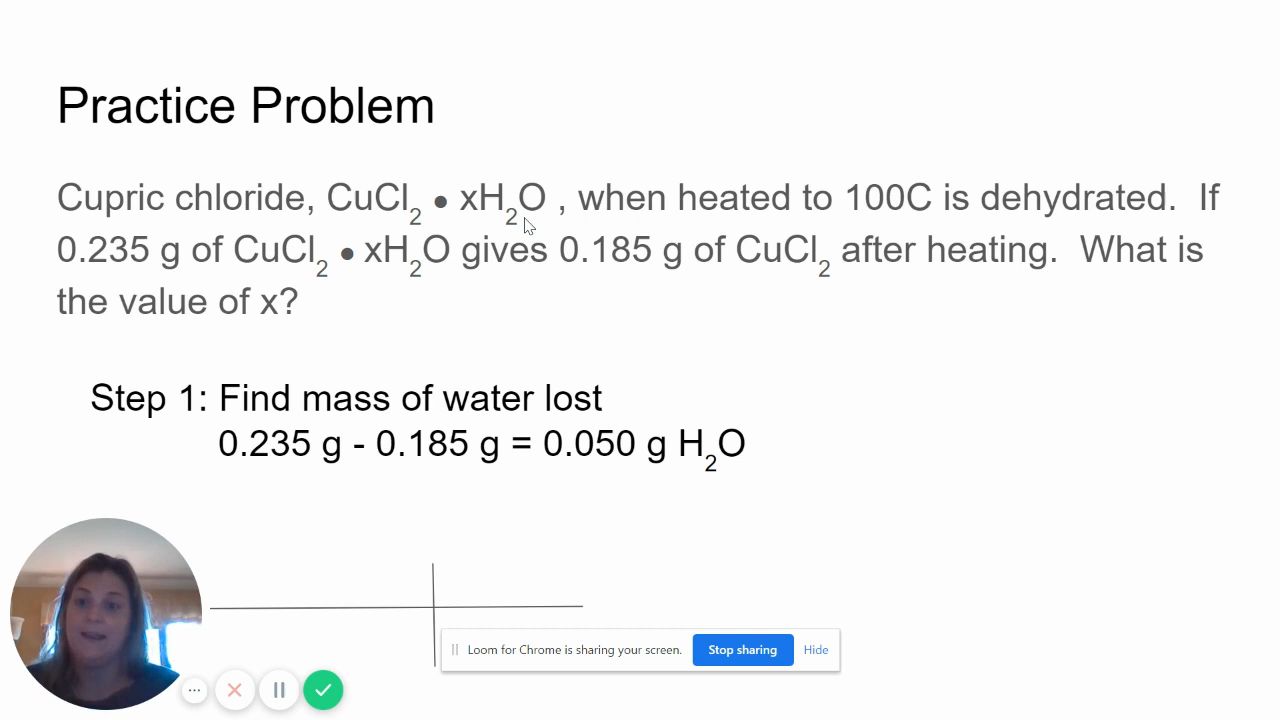 Practice Problem
Cupric chloride, CuCl₂ • xH₂O , when heated to 100C is dehydrated.  If
0.235 g of CuCl₂ • xH₂O gives 0.185 g of CuCl₂ after heating.  What is
the value of x?
Step 1: Find mass of water lost
0.235 g - 0.185 g = 0.050 g H₂O
Loom for Chrome is sharing your screen. Stop sharing Hide